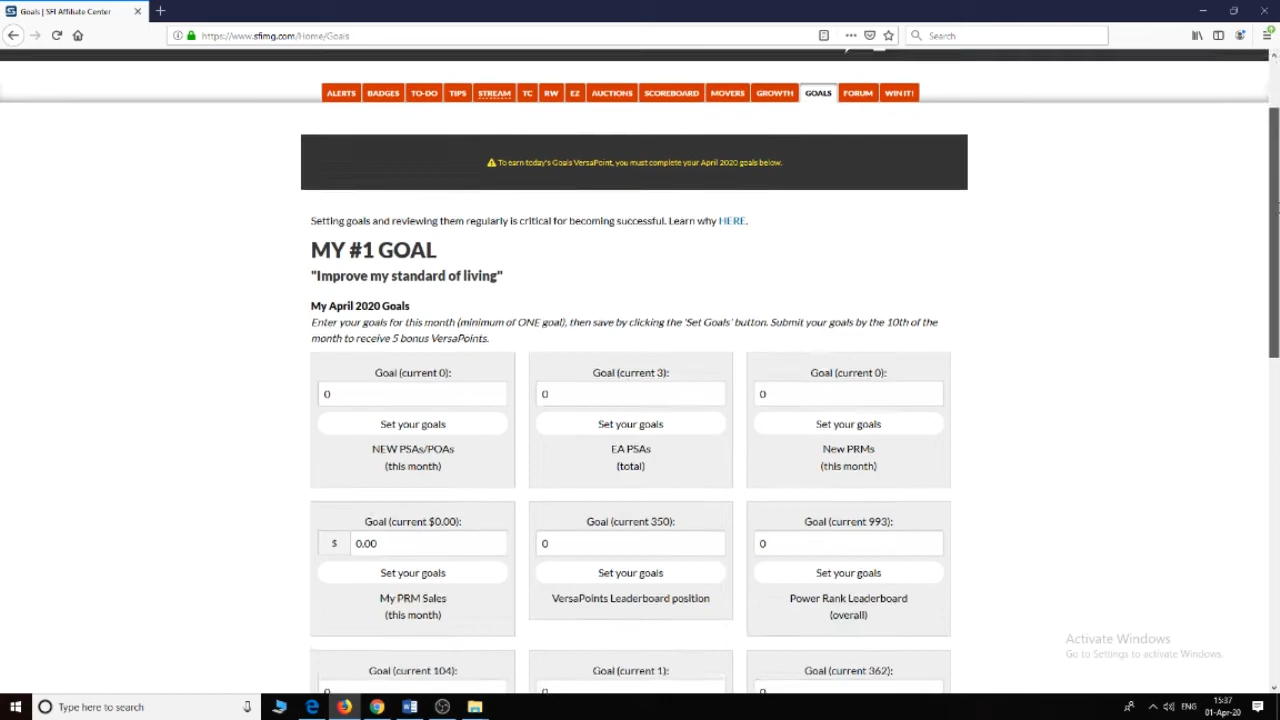 Goals | SFI Affiliate Center
https://www.sfimg.com/Home/Goals
Search
ALERTS BADGES TO-DO TIPS STREAM TC RW EZ AUCTIONS SCOREBOARD MOVERS GROWTH GOALS FORUM WIN IT!
To earn today's Goals VersaPoint, you must complete your April 2020 goals below.
Setting goals and reviewing them regularly is critical for becoming successful. Learn why HERE.
MY #1 GOAL
"Improve my standard of living"
My April 2020 Goals
Enter your goals for this month (minimum of ONE goal), then save by clicking the 'Set Goals' button. Submit your goals by the 10th of the
month to receive 5 bonus VersaPoints.
Goal (current 0): Goal (current 3): Goal (current 0):
0 0 0
Set your goals Set your goals Set your goals
NEW PSAs/POAs EA PSAs New PRMs
(this month) (total) (this month)
Goal (current $0.00): Goal (current 350): Goal (current 993):
$ 0.00 0 0
Set your goals Set your goals Set your goals
My PRM Sales VersaPoints Leaderboard position Power Rank Leaderboard
(this month) (overall)
Goal (current 104): Goal (current 1): Goal (current 362):
0 0 0
Activate Windows
Go to Settings to activate Windows.
Type here to search
ENG
15:37
01-Apr-20